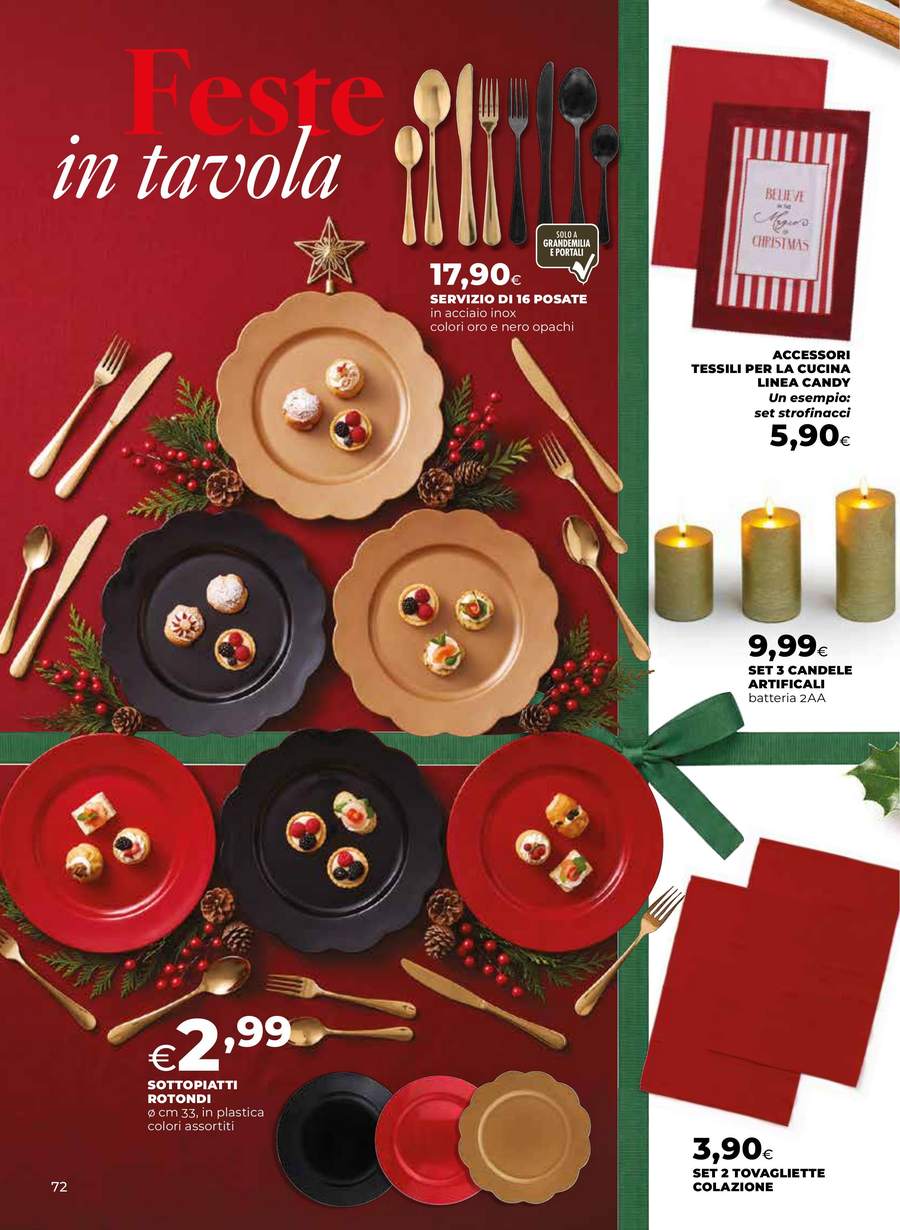 Feste
in tavola
SOLO A
GRANDEMILIA
E PORTALI
17,90€
SERVIZIO DI 16 POSATE
in acciaio inox
colori oro e nero opachi
BELIEVE
IN THE
Magic
OF
CHRISTMAS
ACCESSORI
TESSILI PER LA CUCINA
LINEA CANDY
Un esempio:
set strofinacci
5,90€
9,99€
SET 3 CANDELE
ARTIFICALI
batteria 2AA
€2,99
SOTTOPIATTI
ROTONDI
ø cm 33, in plastica
colori assortiti
3,90€
SET 2 TOVAGLIETTE
COLAZIONE
72